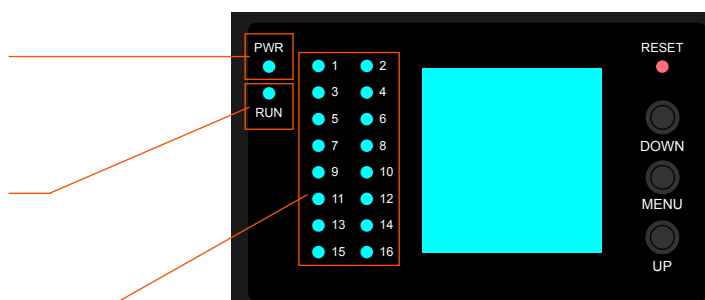 PWR
RUN
1 2
3 4
5 6
7 8
9 10
11 12
13 14
15 16
RESET
DOWN
MENU
UP